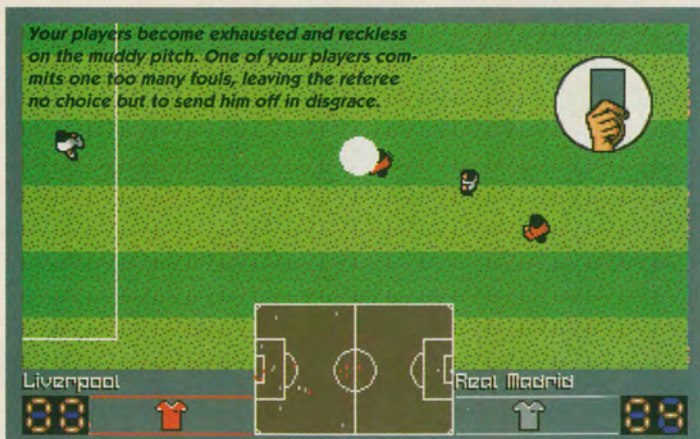 Your players become exhausted and reckless
on the muddy pitch. One of your players com-
mits one too many fouls, leaving the referee
no choice but to send him off in disgrace.
Liverpool
Real Madrid